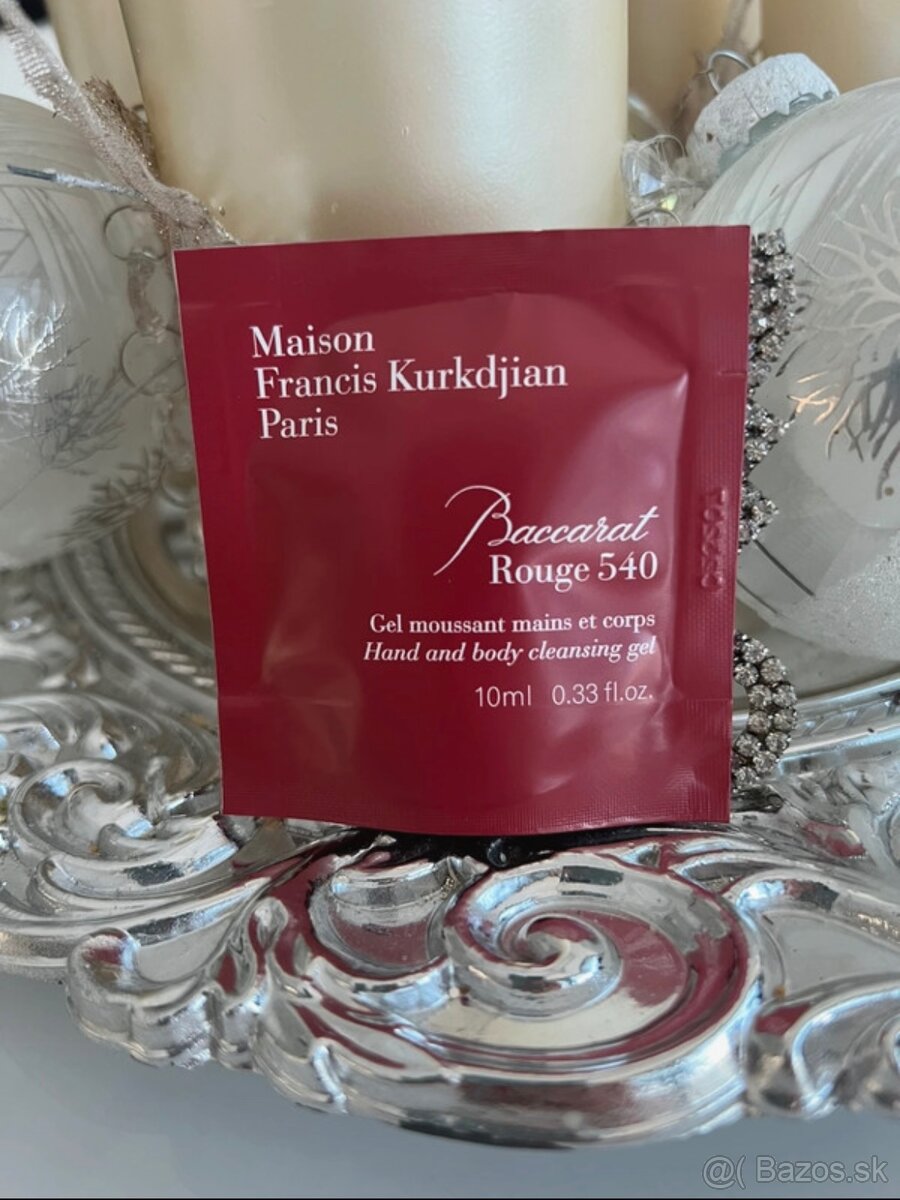 Maison
Francis Kurkdjian
Paris
Baccarat
Rouge 540
Gel moussant mains et corps
Hand and body cleansing gel
10ml 0.33 fl.oz.
@( Bazos.sk